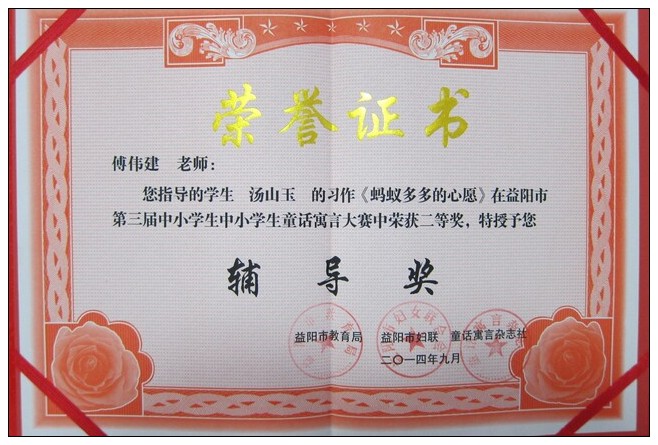 荣誉证书
傅伟建 老师：
您指导的学生 汤山玉 的习作《蚂蚁多多的心愿》在益阳市
第三届中小学生中小学生童话寓言大赛中荣获二等奖，特授予您
辅导奖
益阳市教育局 益阳市妇联 童话寓言杂志社
二〇一四年九月